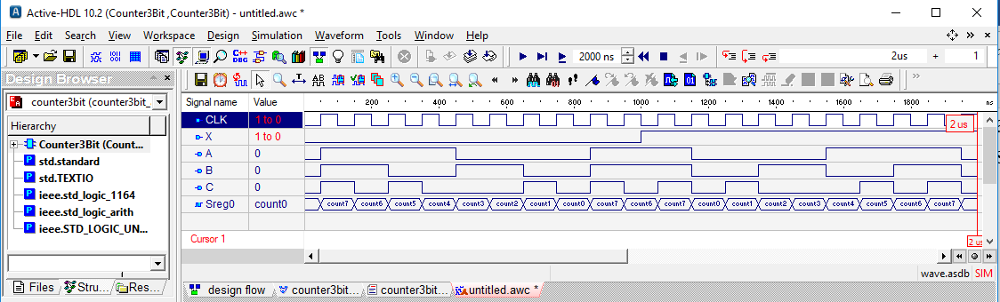 Active-HDL 10.2 (Counter3Bit ,Counter3Bit) - untitled.awc *
File Edit Search View Workspace Design Simulation Waveform Tools Window Help
2000 ns 2us + 1
Design Browser
counter3bit (counter3bit_
Hierarchy
Counter3Bit (Count...
std.standard
std.TEXTIO
ieee.std_logic_1164
ieee.std_logic_arith
ieee.STD_LOGIC_UN...
Files Stru... Res...
Signal name Value 200 400 600 800 1000 1200 1400 1600 1800 ns
CLK 1 to 0
2 us
X 1 to 0
A 0
B 0
C 0
Sreg0 count0 count7 count6 count5 count4 count3 count2 count1 count0 count7 count6 count7 count0 count1 count2 count3 count4 count5 count6 count7
Cursor 1
2 us
wave.asdb SIM
design flow counter3bit... counter3bit... untitled.awc *